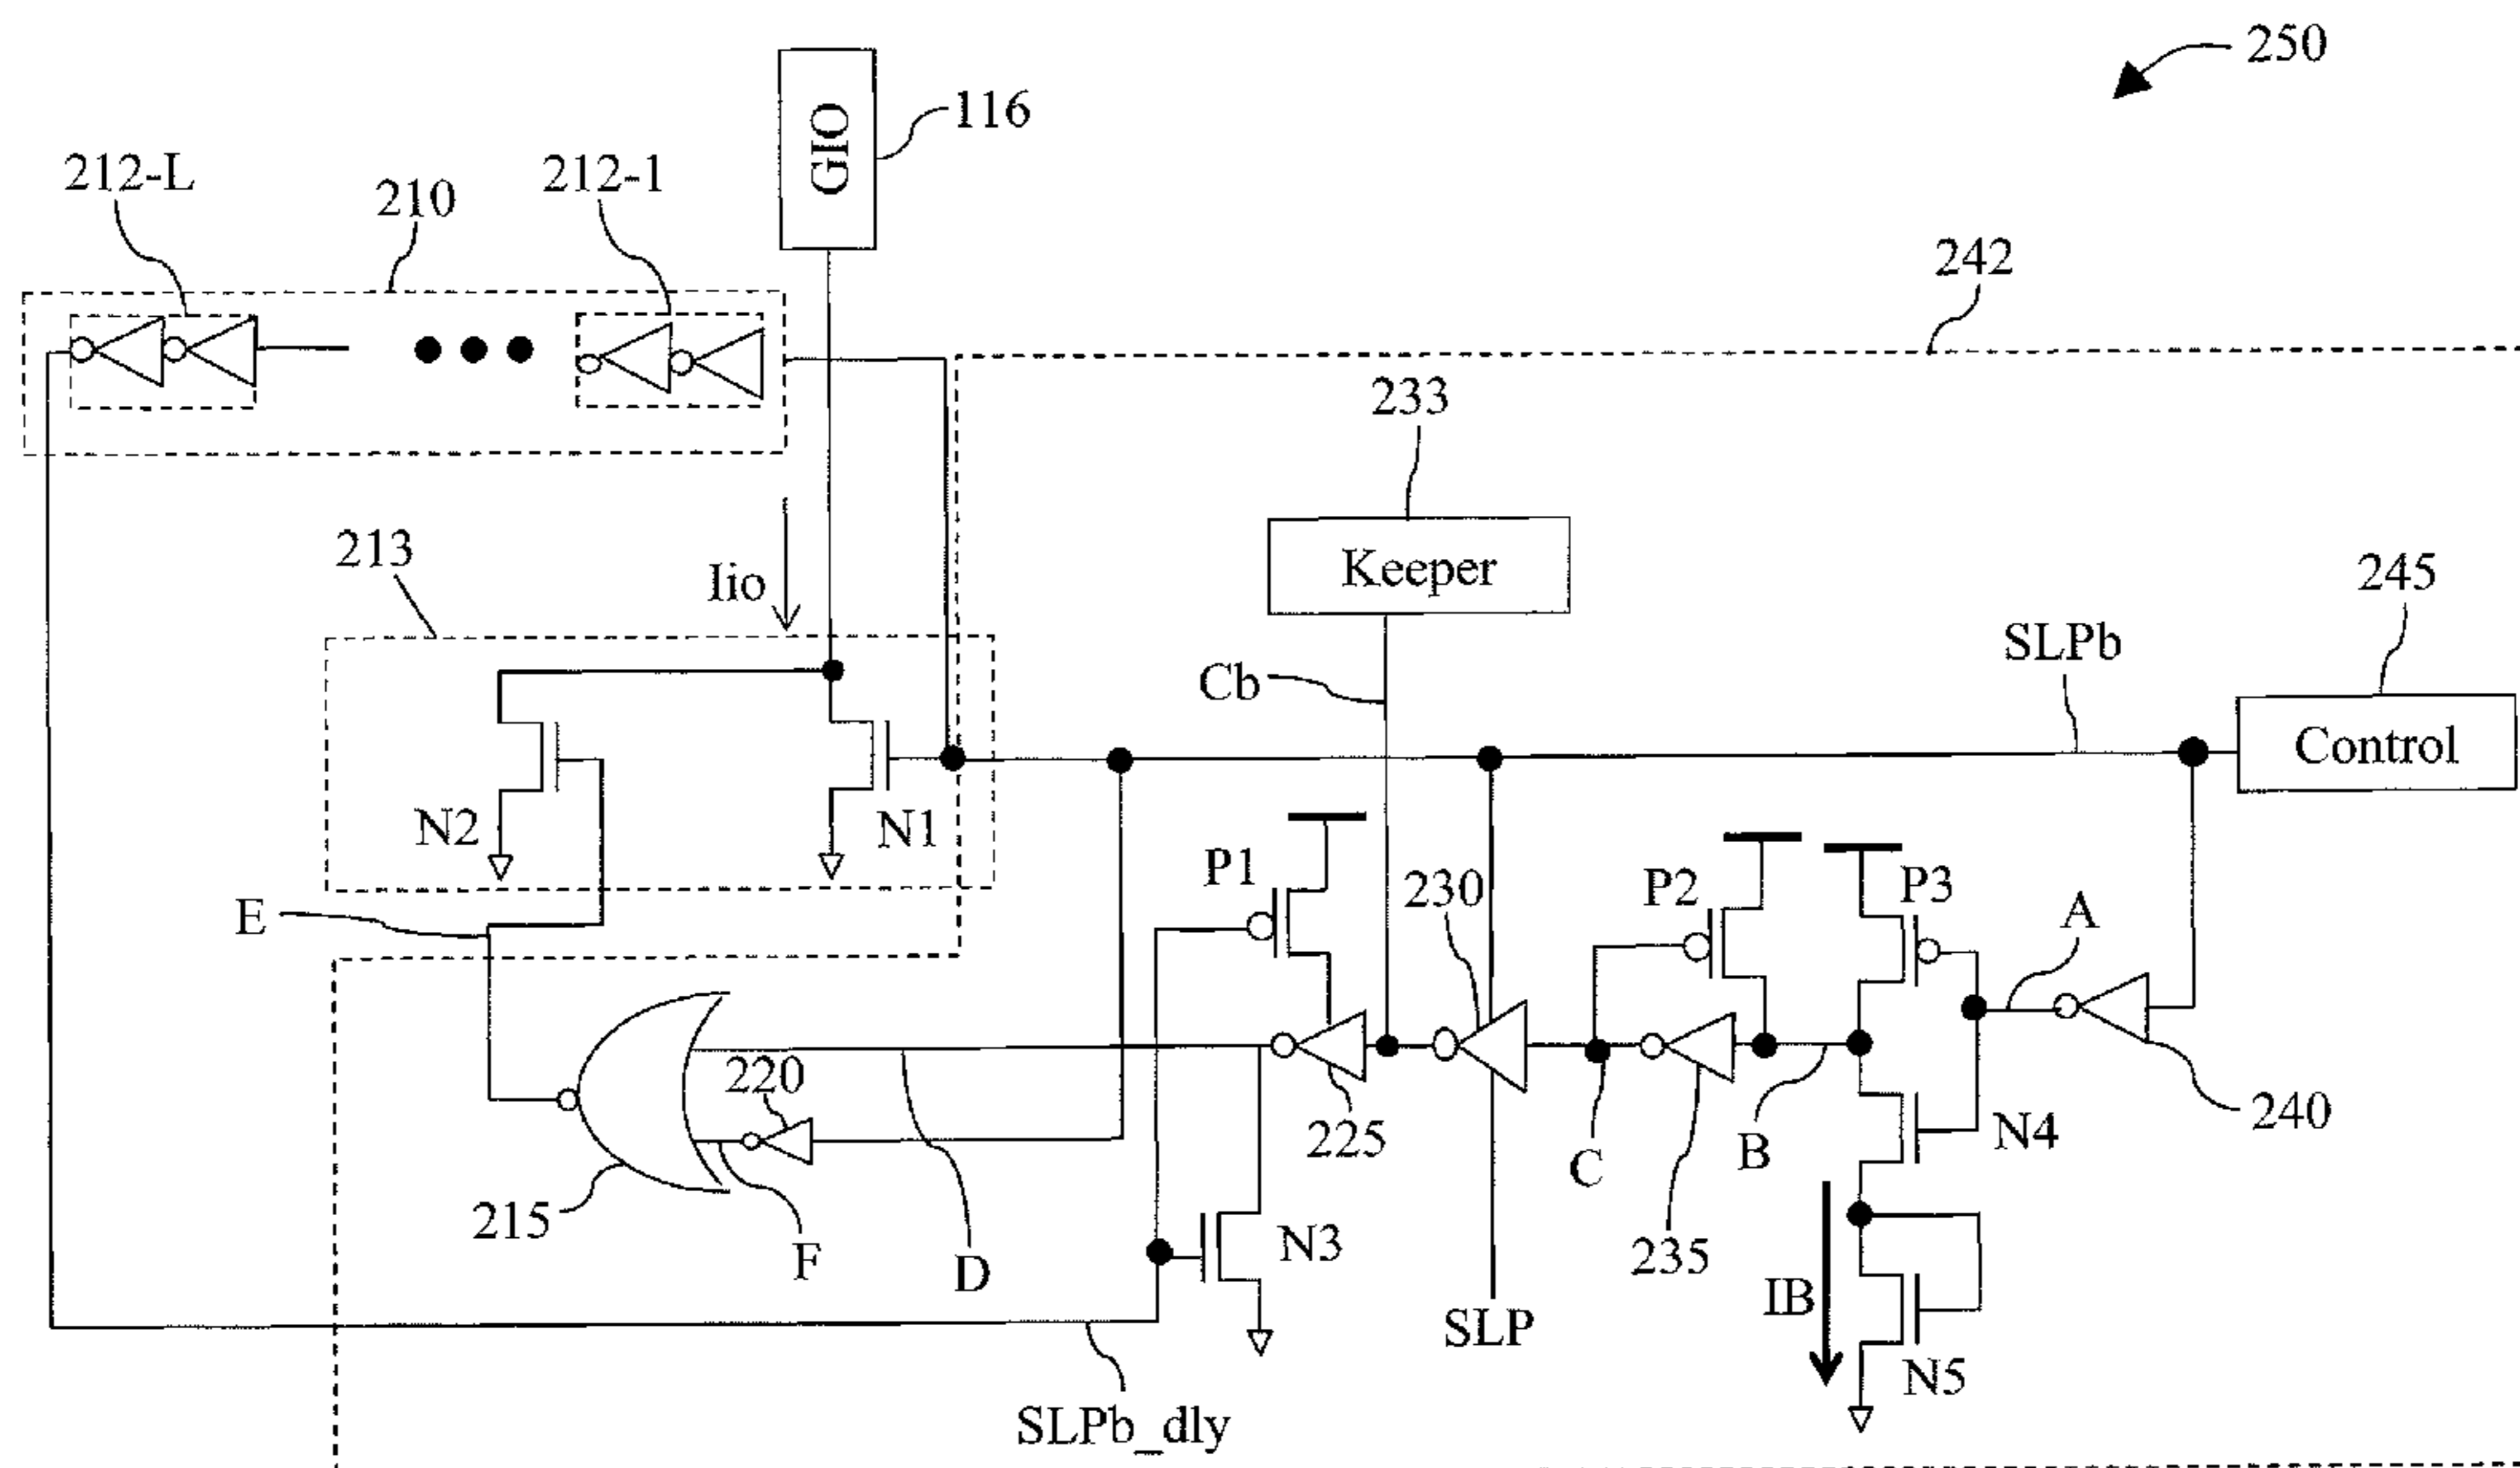 250
116
GIO
212-L
210
212-1
242
233
213
Iio
Keeper
245
Cb
SLPb
Control
N2
N1
P1
230
P2
P3
A
E
220
225
C
B
N4
240
215
F
D
N3
235
IB
SLP
N5
SLPb_dly